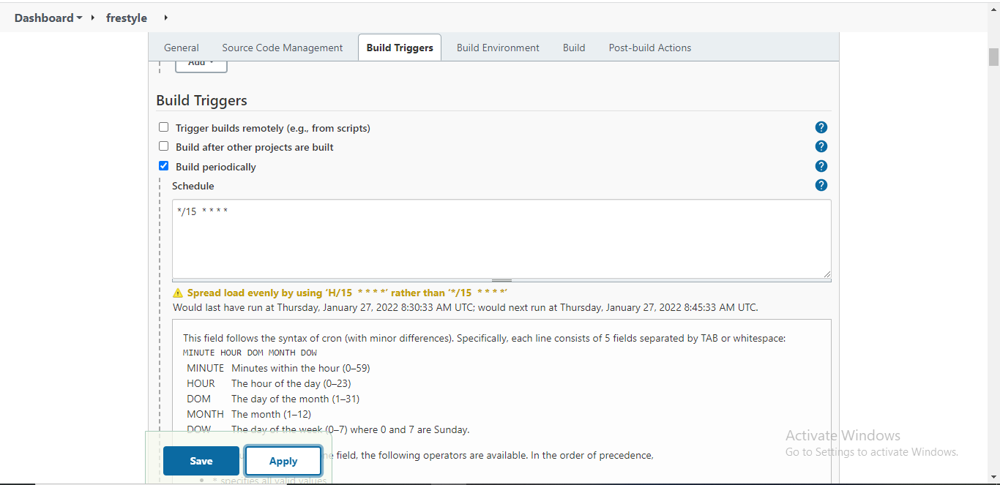 Dashboard frestyle
General Source Code Management Build Triggers Build Environment Build Post-build Actions
Add
Build Triggers
Trigger builds remotely (e.g., from scripts) ?
Build after other projects are built ?
Build periodically ?
Schedule ?
*/15 * * * *
Spread load evenly by using ‘H/15 * * * *’ rather than ‘*/15 * * * *’
Would last have run at Thursday, January 27, 2022 8:30:33 AM UTC; would next run at Thursday, January 27, 2022 8:45:33 AM UTC.
This field follows the syntax of cron (with minor differences). Specifically, each line consists of 5 fields separated by TAB or whitespace:
MINUTE HOUR DOM MONTH DOW
MINUTE Minutes within the hour (0–59)
HOUR The hour of the day (0–23)
DOM The day of the month (1–31)
MONTH The month (1–12)
DOW The day of the week (0–7) where 0 and 7 are Sunday.
field, the following operators are available. In the order of precedence,
* specifies all valid values
Save Apply
Activate Windows
Go to Settings to activate Windows.